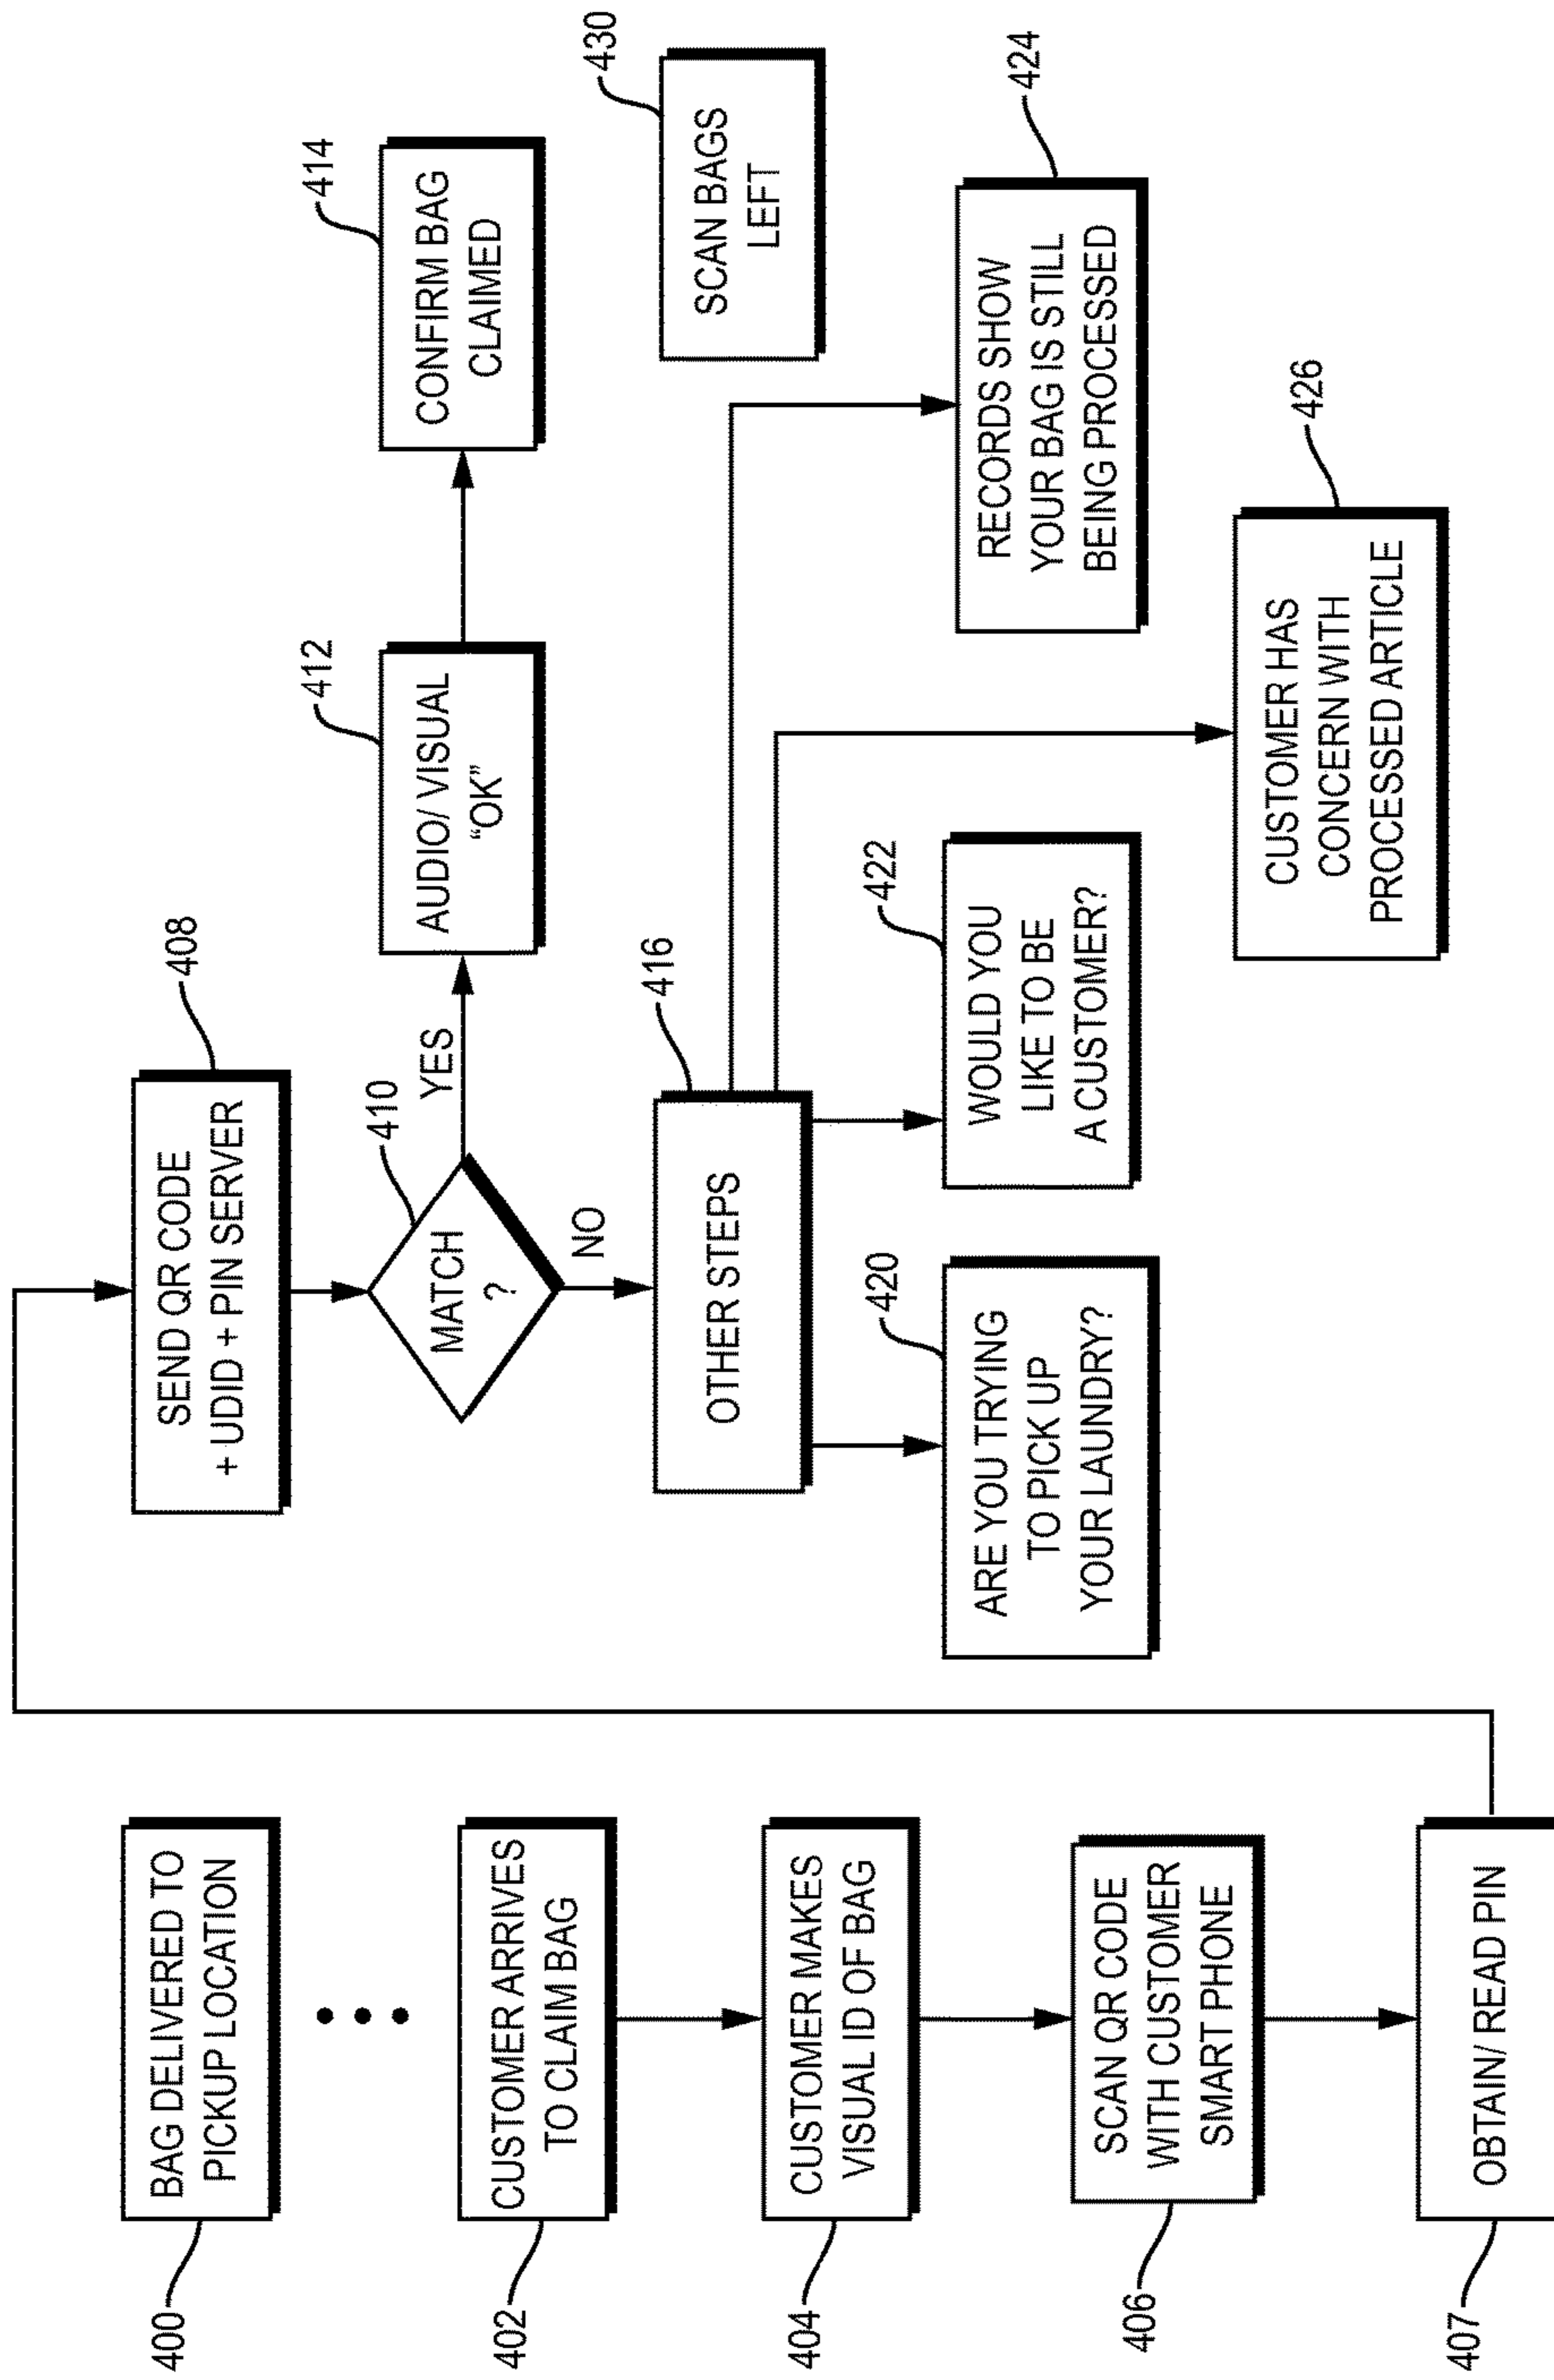 400
BAG DELIVERED TO
PICKUP LOCATION
402
CUSTOMER ARRIVES
TO CLAIM BAG
404
CUSTOMER MAKES
VISUAL ID OF BAG
406
SCAN QR CODE
WITH CUSTOMER
SMART PHONE
407
OBTAIN/ READ PIN
408
SEND QR CODE
+ UDID + PIN SERVER
410
MATCH
?
YES
NO
412
AUDIO/ VISUAL
“OK”
414
CONFIRM BAG
CLAIMED
416
OTHER STEPS
420
ARE YOU TRYING
TO PICK UP
YOUR LAUNDRY?
422
WOULD YOU
LIKE TO BE
A CUSTOMER?
424
RECORDS SHOW
YOUR BAG IS STILL
BEING PROCESSED
426
CUSTOMER HAS
CONCERN WITH
PROCESSED ARTICLE
430
SCAN BAGS
LEFT